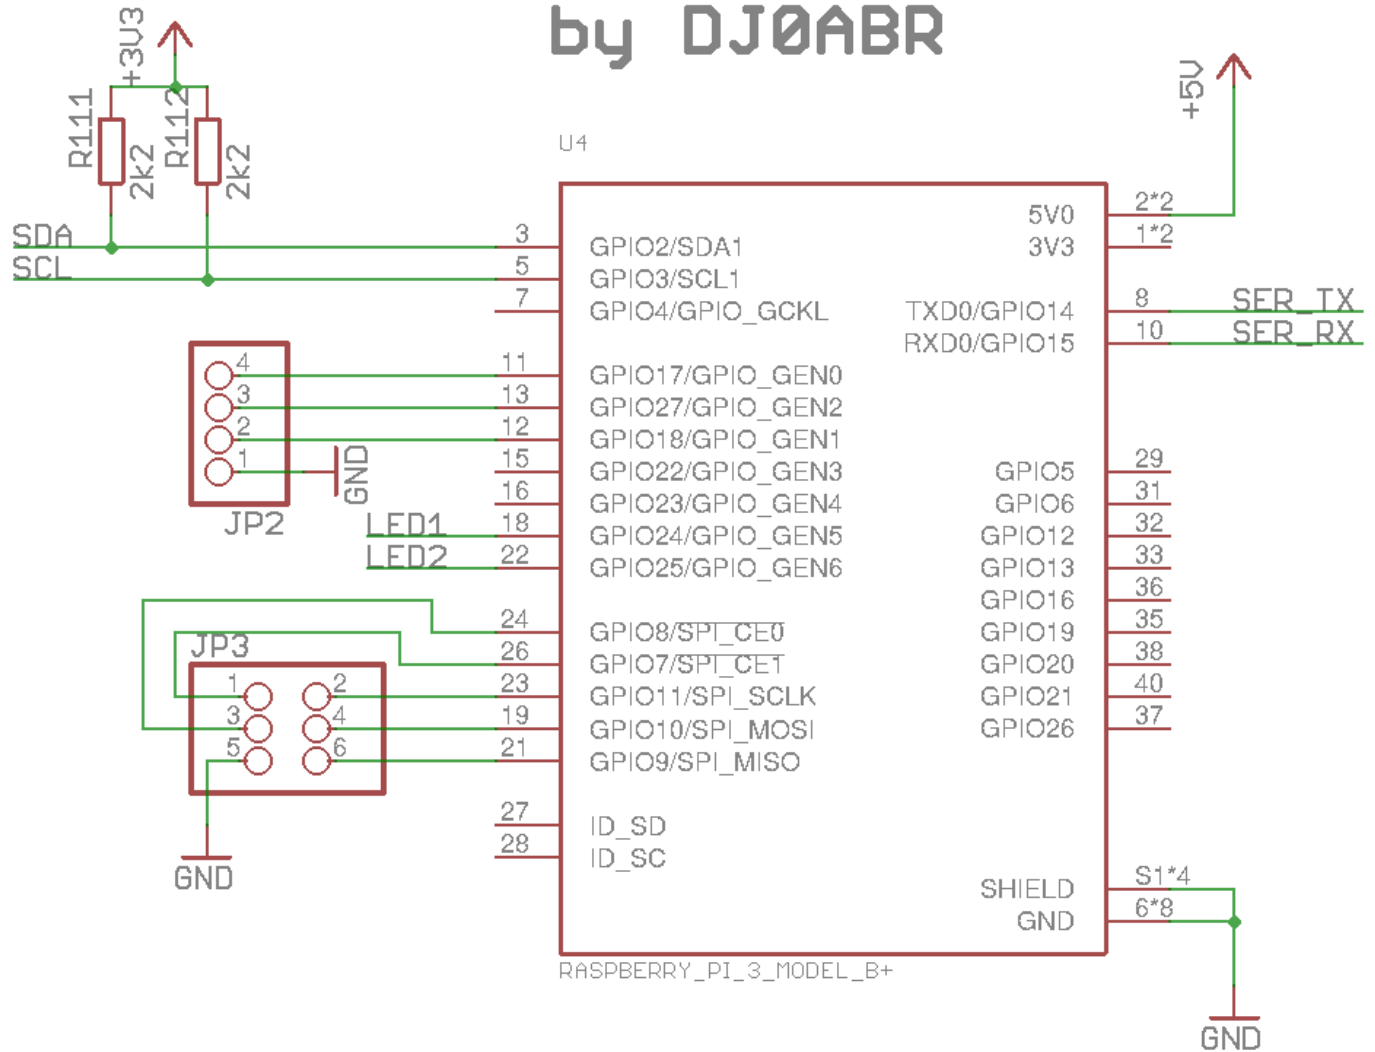 by DJ0ABR
+3V3
+5V
R111
2k2
R112
2k2
U4
SDA
SCL
3 GPIO2/SDA1
5 GPIO3/SCL1
7 GPIO4/GPIO_GCKL
11 GPIO17/GPIO_GEN0
13 GPIO27/GPIO_GEN2
12 GPIO18/GPIO_GEN1
15 GPIO22/GPIO_GEN3
16 GPIO23/GPIO_GEN4
18 GPIO24/GPIO_GEN5
22 GPIO25/GPIO_GEN6
24 GPIO8/SPI_CE0
26 GPIO7/SPI_CE1
23 GPIO11/SPI_SCLK
19 GPIO10/SPI_MOSI
21 GPIO9/SPI_MISO
27 ID_SD
28 ID_SC
5V0 2*2
3V3 1*2
TXD0/GPIO14 8 SER_TX
RXD0/GPIO15 10 SER_RX
GPIO5 29
GPIO6 31
GPIO12 32
GPIO13 33
GPIO16 36
GPIO19 35
GPIO20 38
GPIO21 40
GPIO26 37
SHIELD S1*4
GND 6*8
GND
4
3
2
1
GND
JP2
LED1
LED2
JP3
1 2
3 4
5 6
GND
RASPBERRY_PI_3_MODEL_B+